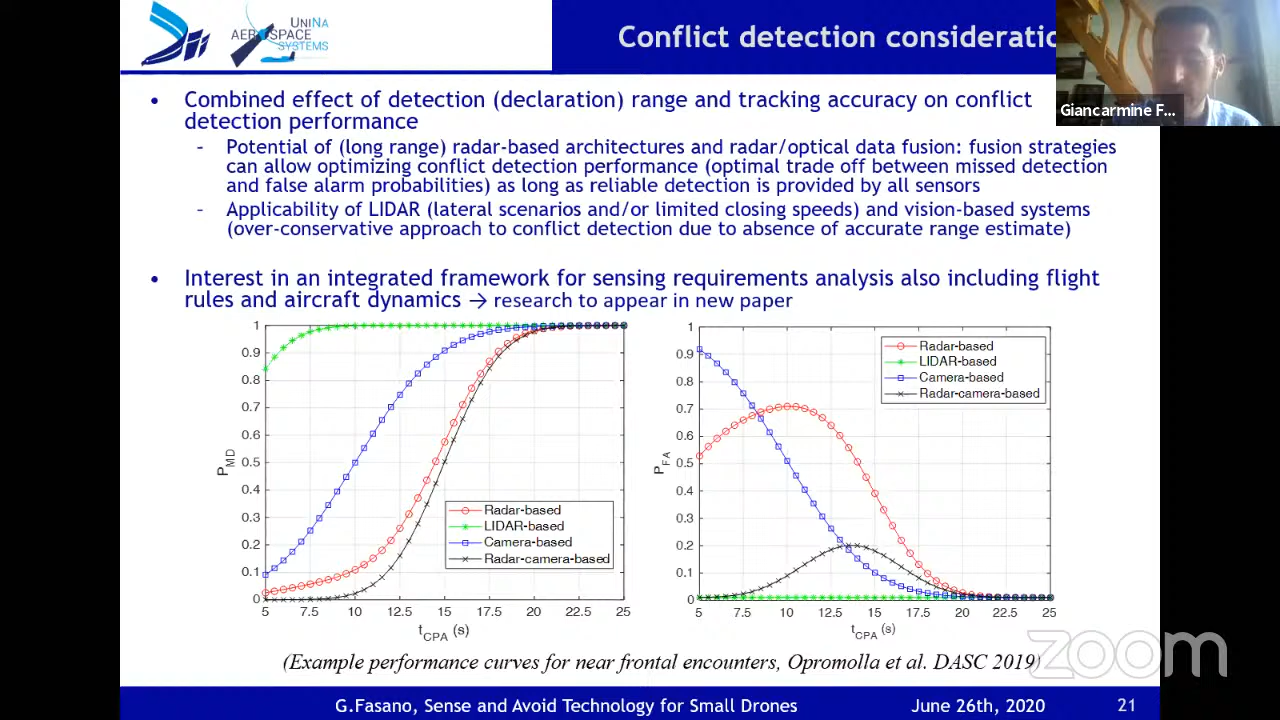 UNINA
AEROSPACE
SYSTEMS
Conflict detection considerati
Giancarmine F...
• Combined effect of detection (declaration) range and tracking accuracy on conflict
detection performance
- Potential of (long range) radar-based architectures and radar/optical data fusion: fusion strategies
can allow optimizing conflict detection performance (optimal trade off between missed detection
and false alarm probabilities) as long as reliable detection is provided by all sensors
- Applicability of LIDAR (lateral scenarios and/or limited closing speeds) and vision-based systems
(over-conservative approach to conflict detection due to absence of accurate range estimate)
• Interest in an integrated framework for sensing requirements analysis also including flight
rules and aircraft dynamics → research to appear in new paper
1
0.9
0.8
0.7
0.6
0.5
0.4
0.3
0.2
0.1
0
PMD
Radar-based
LIDAR-based
Camera-based
Radar-camera-based
5 7.5 10 12.5 15 17.5 20 22.5 25
tCPA (s)
1
0.9
0.8
0.7
0.6
0.5
0.4
0.3
0.2
0.1
0
PFA
Radar-based
LIDAR-based
Camera-based
Radar-camera-based
5 7.5 10 12.5 15 17.5 20 22.5 25
tCPA (s)
(Example performance curves for near frontal encounters, Opromolla et al. DASC 2019)
zoom
G.Fasano, Sense and Avoid Technology for Small Drones June 26th, 2020 21